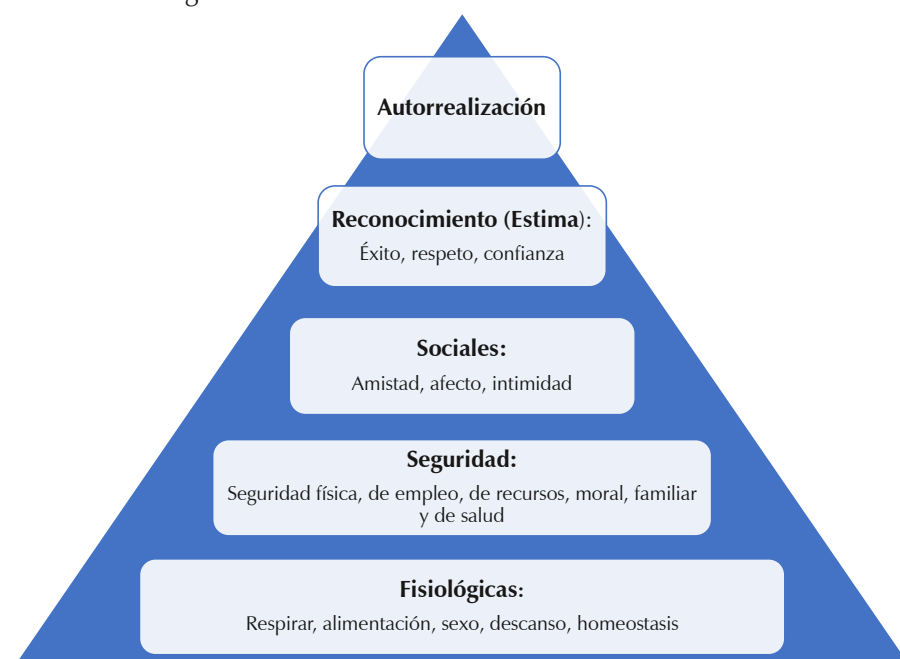 Autorrealización
Reconocimiento (Estima):
Éxito, respeto, confianza
Sociales:
Amistad, afecto, intimidad
Seguridad:
Seguridad física, de empleo, de recursos, moral, familiar
y de salud
Fisiológicas:
Respirar, alimentación, sexo, descanso, homeostasis